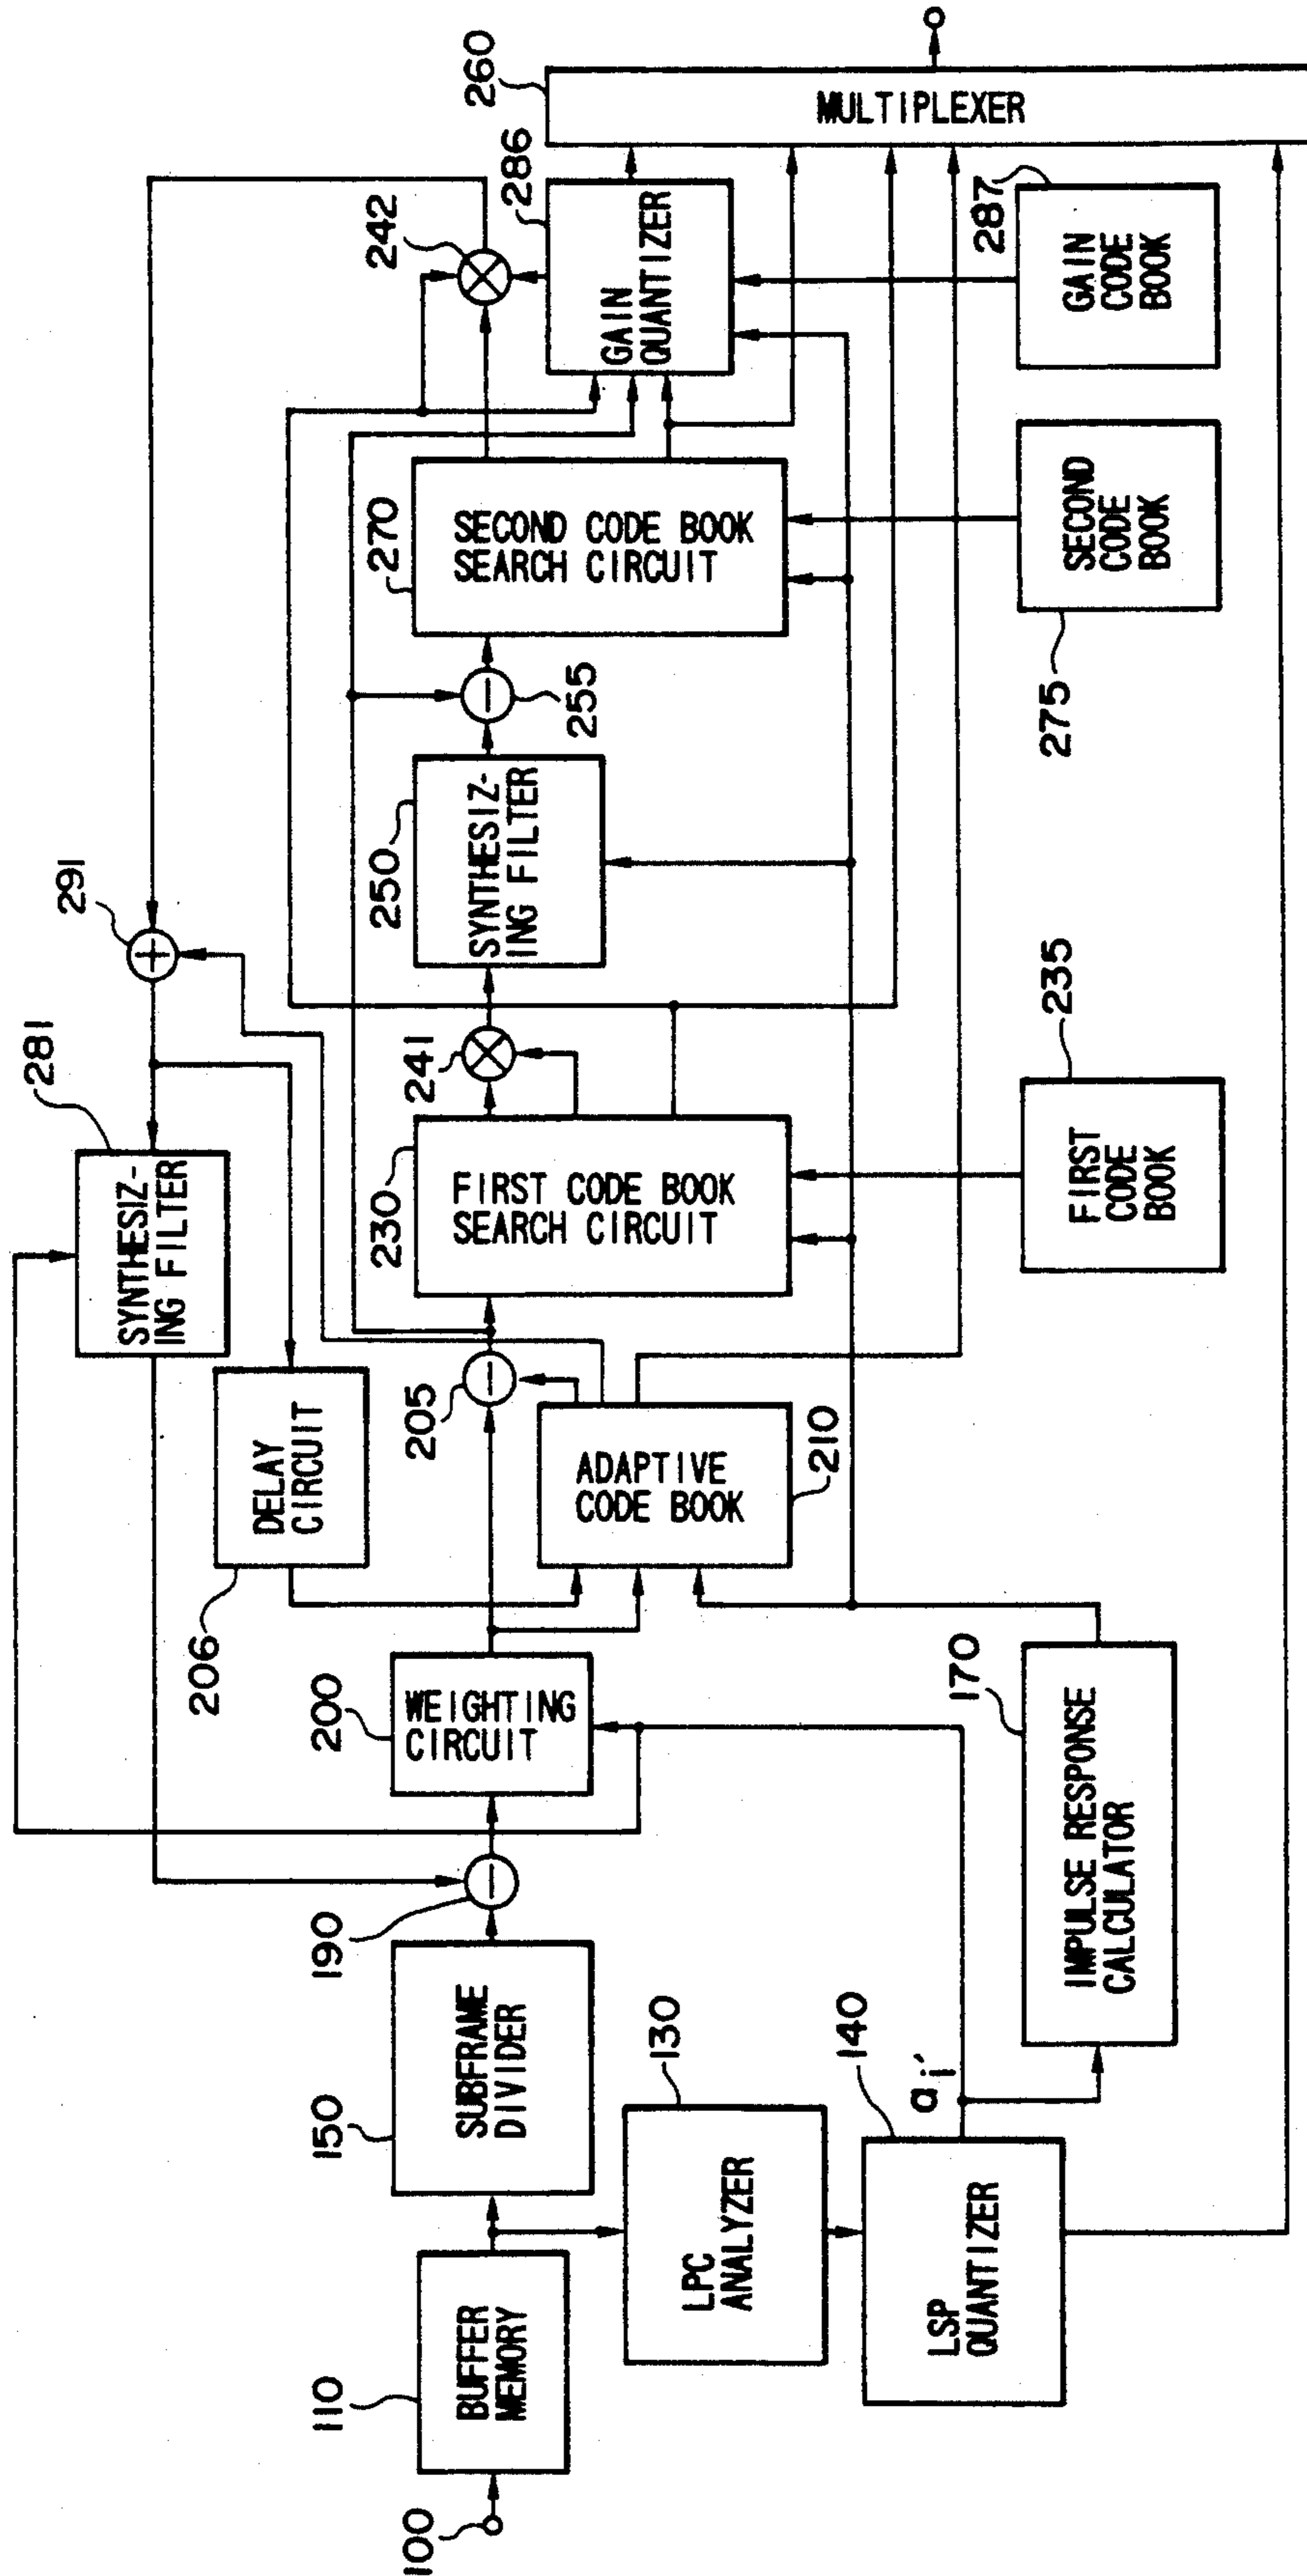 100
110
BUFFER
MEMORY
150
SUBFRAME
DIVIDER
190
130
LPC
ANALYZER
140
LSP
QUANTIZER
ai'
170
IMPULSE RESPONSE
CALCULATOR
200
WEIGHTING
CIRCUIT
206
DELAY
CIRCUIT
281
SYNTHESIZ-
ING FILTER
291
205
ADAPTIVE
CODE BOOK
210
230
FIRST CODE BOOK
SEARCH CIRCUIT
235
FIRST
CODE
BOOK
241
250
SYNTHESIZ-
ING FILTER
255
270
SECOND CODE BOOK
SEARCH CIRCUIT
275
SECOND
CODE
BOOK
242
286
GAIN
QUANTIZER
287
GAIN
CODE
BOOK
260
MULTIPLEXER